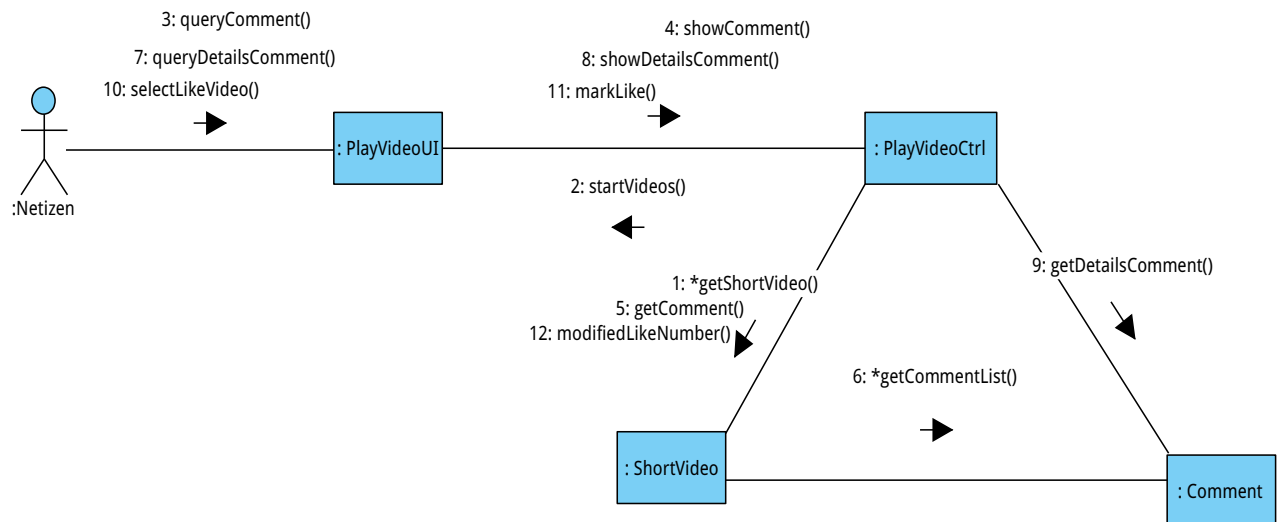 3: queryComment()
4: showComment()
7: queryDetailsComment()
8: showDetailsComment()
10: selectLikeVideo()
11: markLike()
: PlayVideoUI
: PlayVideoCtrl
2: startVideos()
:Netizen
9: getDetailsComment()
1: *getShortVideo()
5: getComment()
12: modifiedLikeNumber()
6: *getCommentList()
: ShortVideo
: Comment